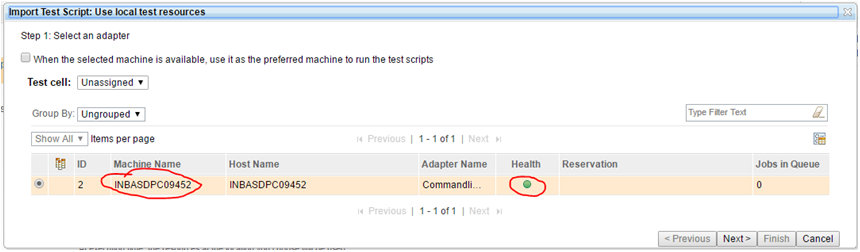 Import Test Script: Use local test resources
Step 1: Select an adapter
When the selected machine is available, use it as the preferred machine to run the test scripts
Test cell: Unassigned
Group By: Ungrouped
Type Filter Text
Show All Items per page
Previous | 1 - 1 of 1 | Next
ID Machine Name Host Name Adapter Name Health Reservation Jobs in Queue
2 INBASDPC09452 INBASDPC09452 Commandli... 0
Previous | 1 - 1 of 1 | Next
< Previous Next > Finish Cancel